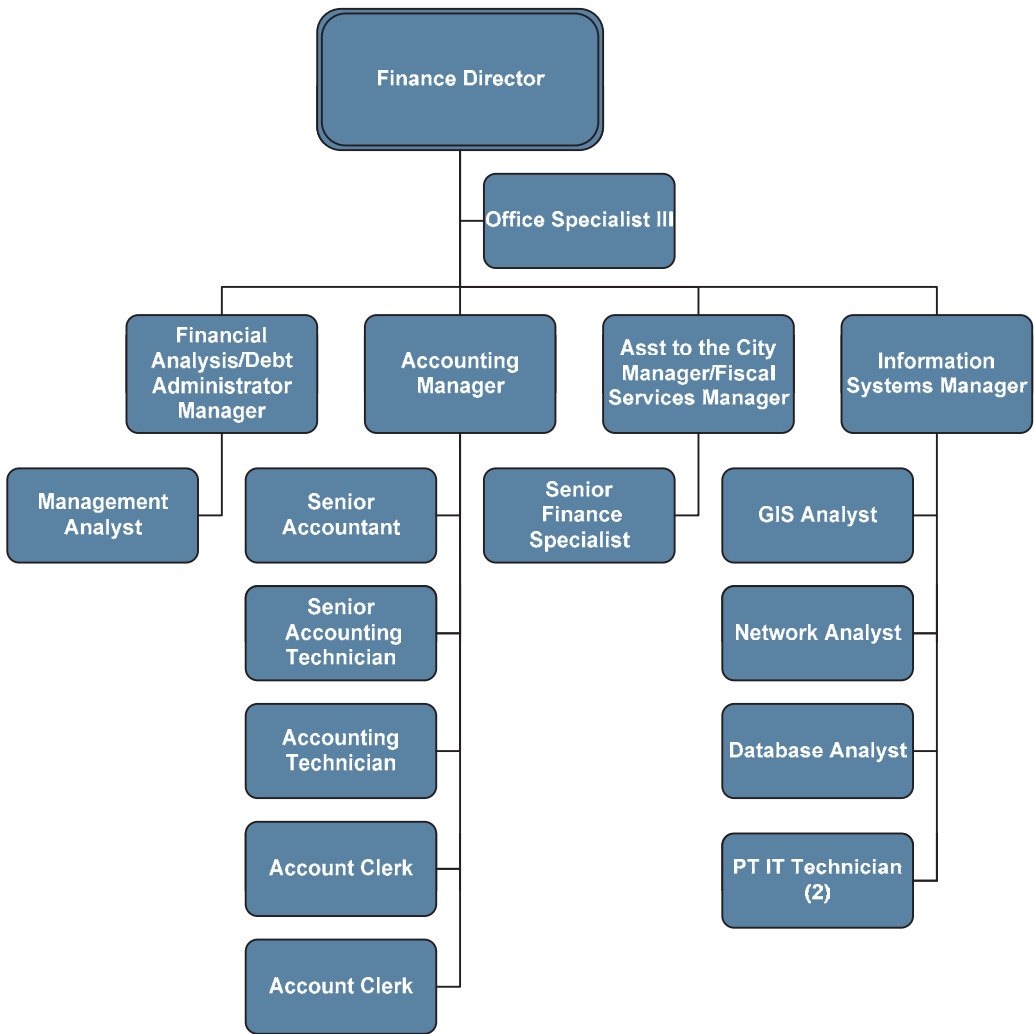 Finance Director
Office Specialist III
Financial
Analysis/Debt
Administrator
Manager
Accounting
Manager
Asst to the City
Manager/Fiscal
Services Manager
Information
Systems Manager
Management
Analyst
Senior
Accountant
Senior
Finance
Specialist
GIS Analyst
Senior
Accounting
Technician
Network Analyst
Accounting
Technician
Database Analyst
Account Clerk
PT IT Technician
(2)
Account Clerk